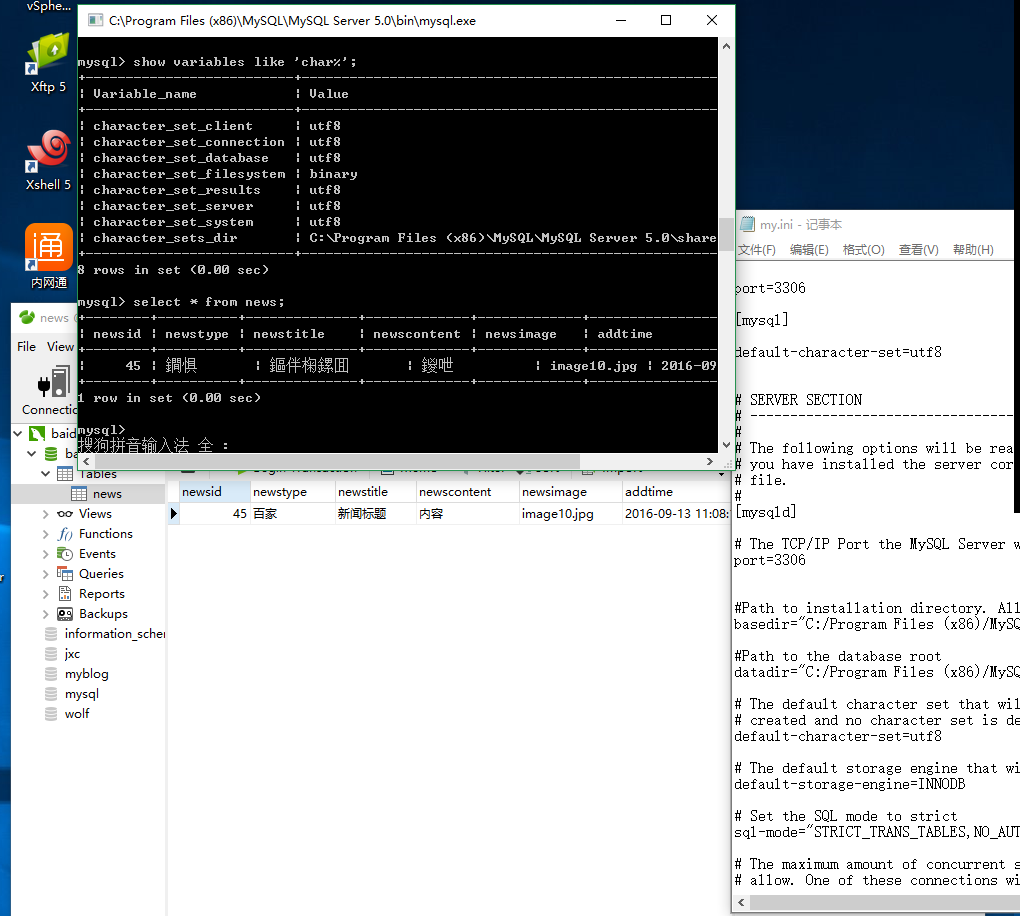 vSphe...
Xftp 5
Xshell 5
通
内网通
C:\Program Files (x86)\MySQL\MySQL Server 5.0\bin\mysql.exe
mysql> show variables like 'char%';
Variable_name | Value
character_set_client | utf8
character_set_connection | utf8
character_set_database | utf8
character_set_filesystem | binary
character_set_results | utf8
character_set_server | utf8
character_set_system | utf8
character_sets_dir | C:\Program Files (x86)\MySQL\MySQL Server 5.0\share
8 rows in set (0.00 sec)
mysql> select * from news;
newsid | newstype | newstitle | newscontent | newsimage | addtime
45 | image10.jpg | 2016-09
1 row in set (0.00 sec)
mysql>
搜狗拼音输入法 全 :
news
File View
Connectio
baid
ba
Tables
news
Views
Functions
Events
Queries
Reports
Backups
information_scher
jxc
myblog
mysql
wolf
newsid newstype newstitle newscontent newsimage addtime
45 百家 新闻标题 内容 image10.jpg 2016-09-13 11:08:
my.ini - 记事本
文件(F) 编辑(E) 格式(O) 查看(V) 帮助(H)
port=3306
[mysql]
default-character-set=utf8
# SERVER SECTION
# ----------------------------------
#
# The following options will be rea
# you have installed the server cor
# file.
#
[mysqld]
# The TCP/IP Port the MySQL Server w
port=3306
#Path to installation directory. All
basedir="C:/Program Files (x86)/MySQ
#Path to the database root
datadir="C:/Program Files (x86)/MySQ
# The default character set that wil
# created and no character set is de
default-character-set=utf8
# The default storage engine that wi
default-storage-engine=INNODB
# Set the SQL mode to strict
sql-mode="STRICT_TRANS_TABLES,NO_AUT
# The maximum amount of concurrent s
# allow. One of these connections wi